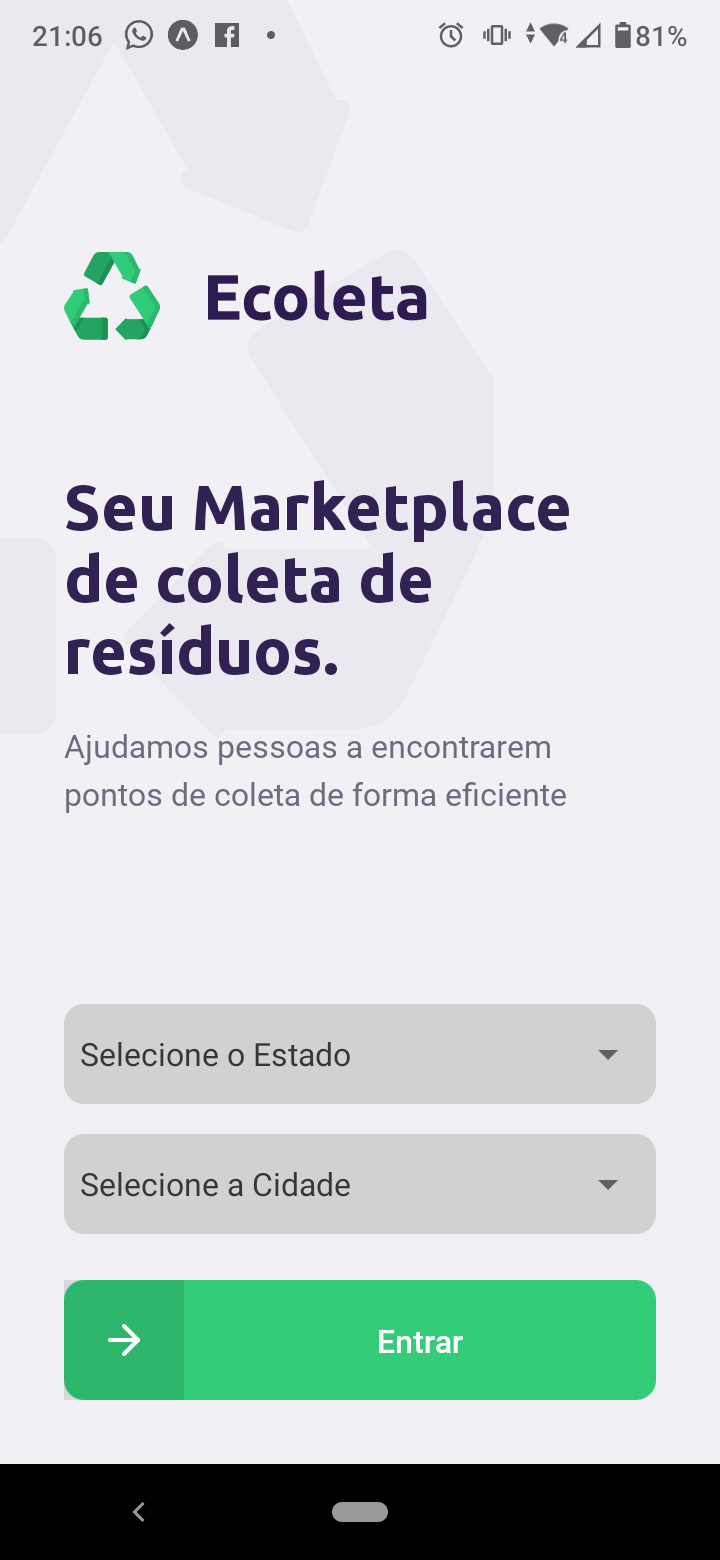 21:06 4 81%
Ecoleta
Seu Marketplace
de coleta de
resíduos.
Ajudamos pessoas a encontrarem
pontos de coleta de forma eficiente
Selecione o Estado
Selecione a Cidade
Entrar